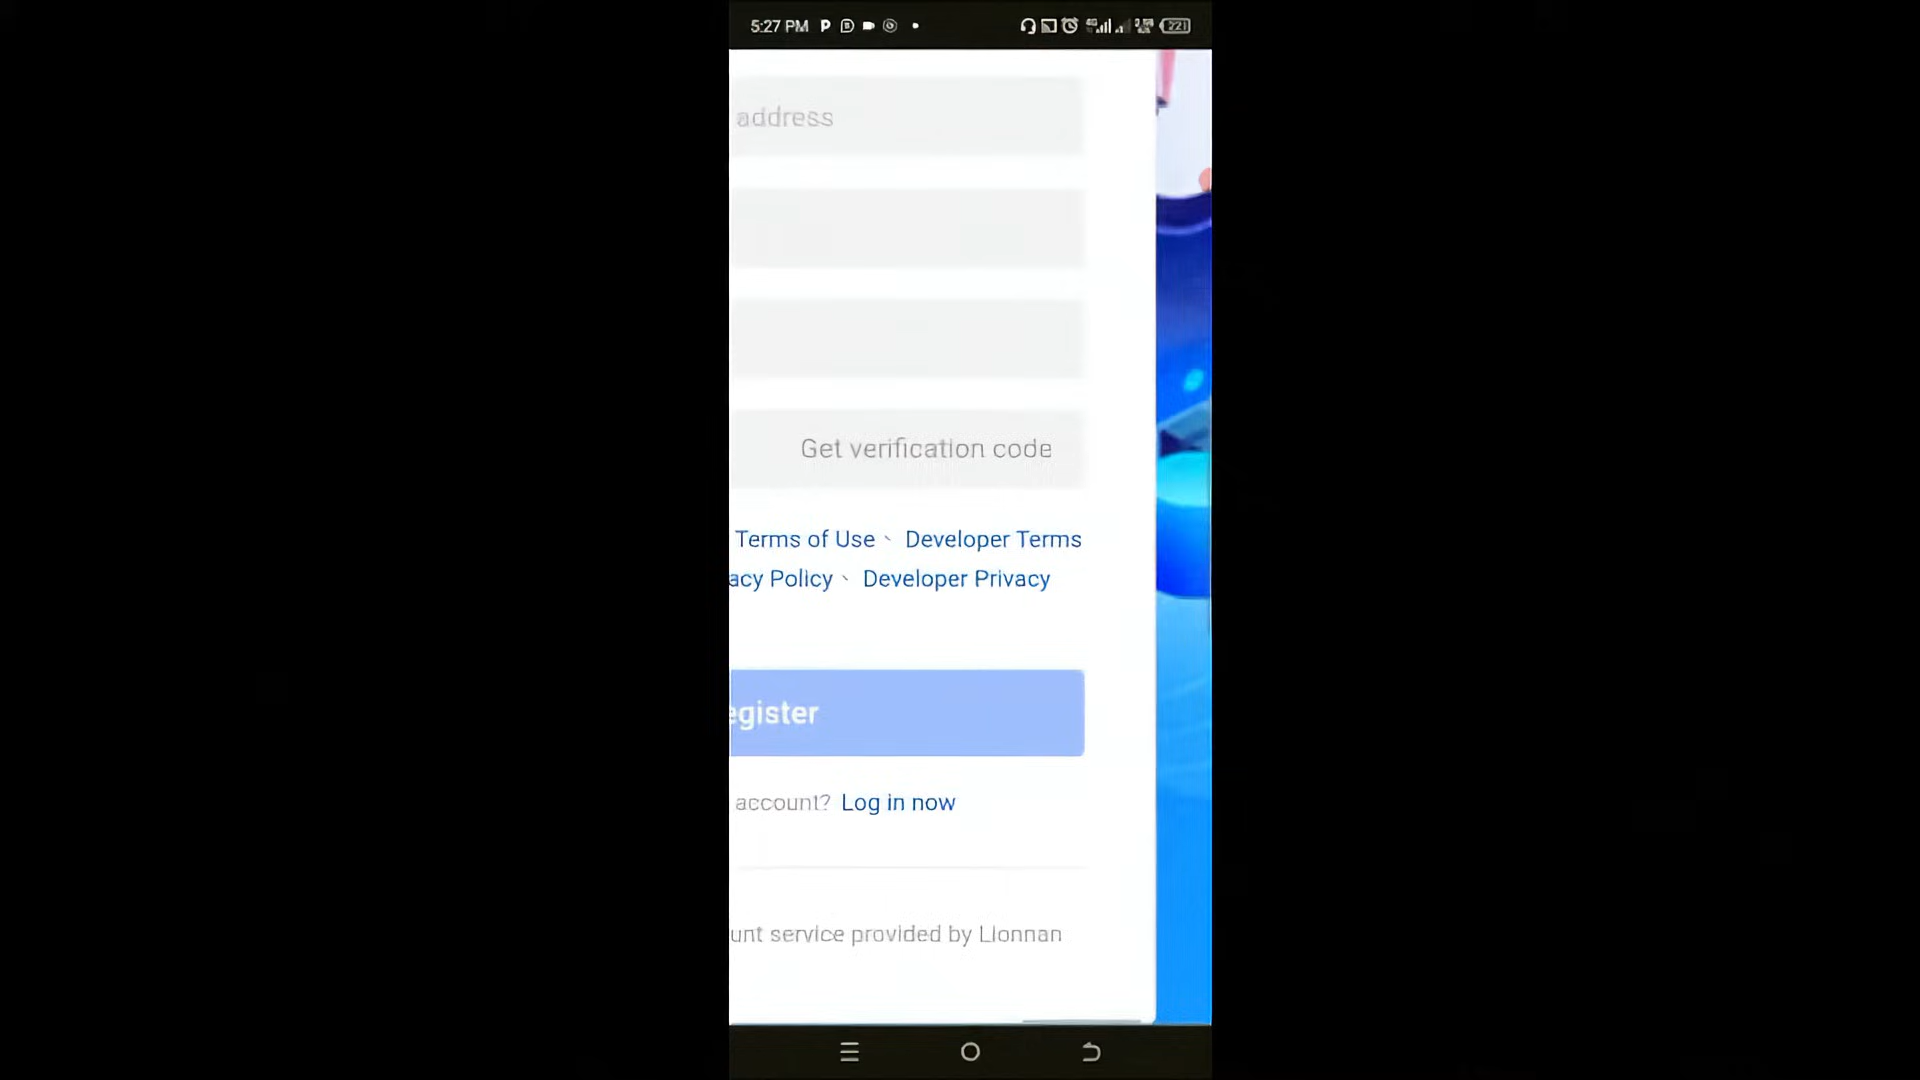 5:27 PM
address
Get verification code
Terms of Use、 Developer Terms
acy Policy、 Developer Privacy
egister
account? Log in now
unt service provided by Lionnan